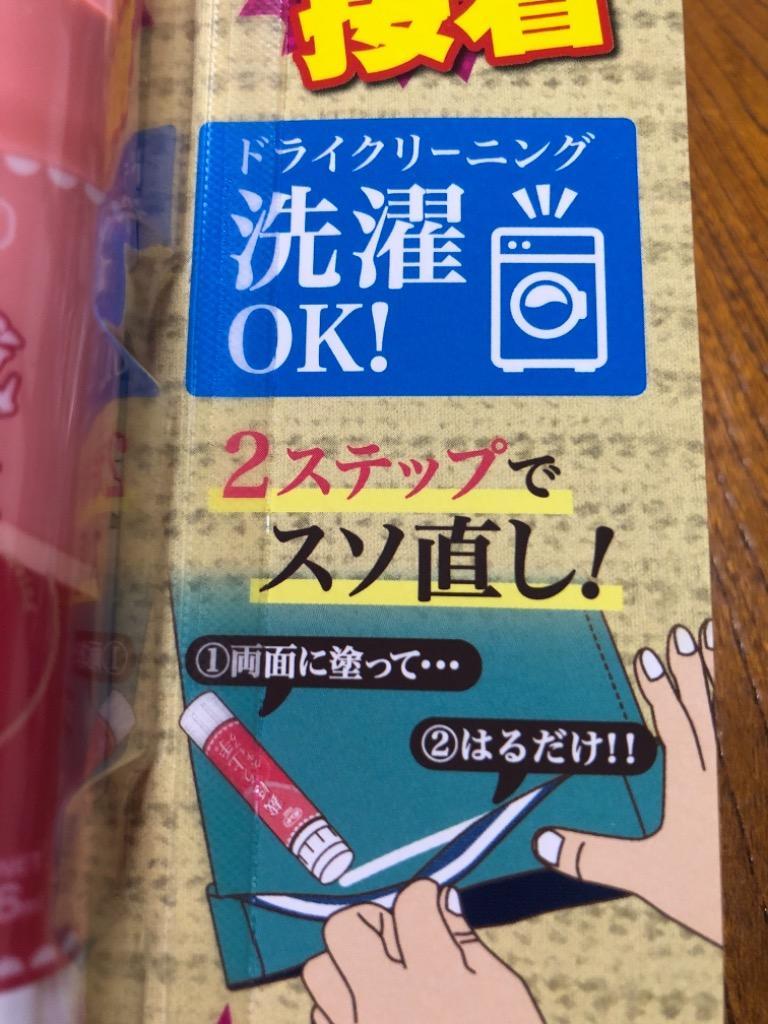 接着
ドライクリーニング
洗濯
OK!
2ステップで
スソ直し!
①両面に塗って…
②はるだけ!!